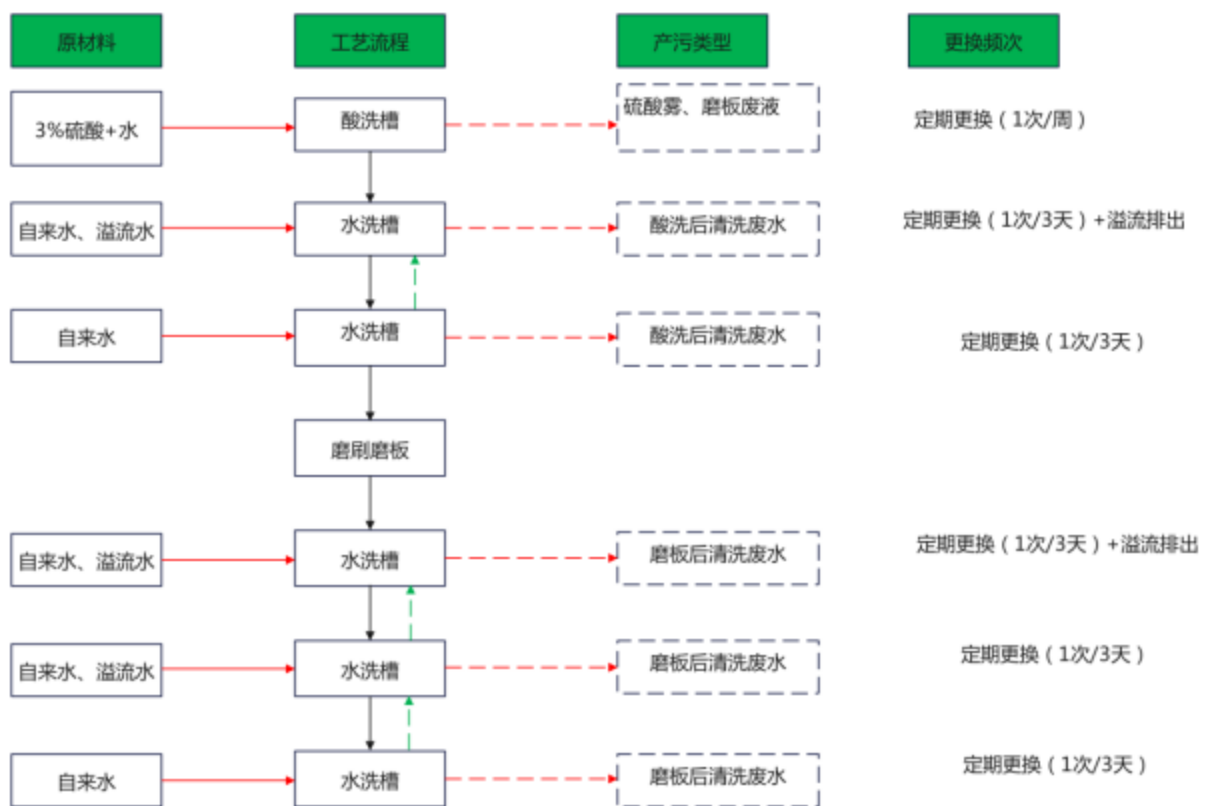 原材料
工艺流程
产污类型
更换频次
3%硫酸+水
酸洗槽
硫酸雾、磨板废液
定期更换（1次/周）
自来水、溢流水
水洗槽
酸洗后清洗废水
定期更换（1次/3天）+溢流排出
自来水
水洗槽
酸洗后清洗废水
定期更换（1次/3天）
磨刷磨板
自来水、溢流水
水洗槽
磨板后清洗废水
定期更换（1次/3天）+溢流排出
自来水、溢流水
水洗槽
磨板后清洗废水
定期更换（1次/3天）
自来水
水洗槽
磨板后清洗废水
定期更换（1次/3天）